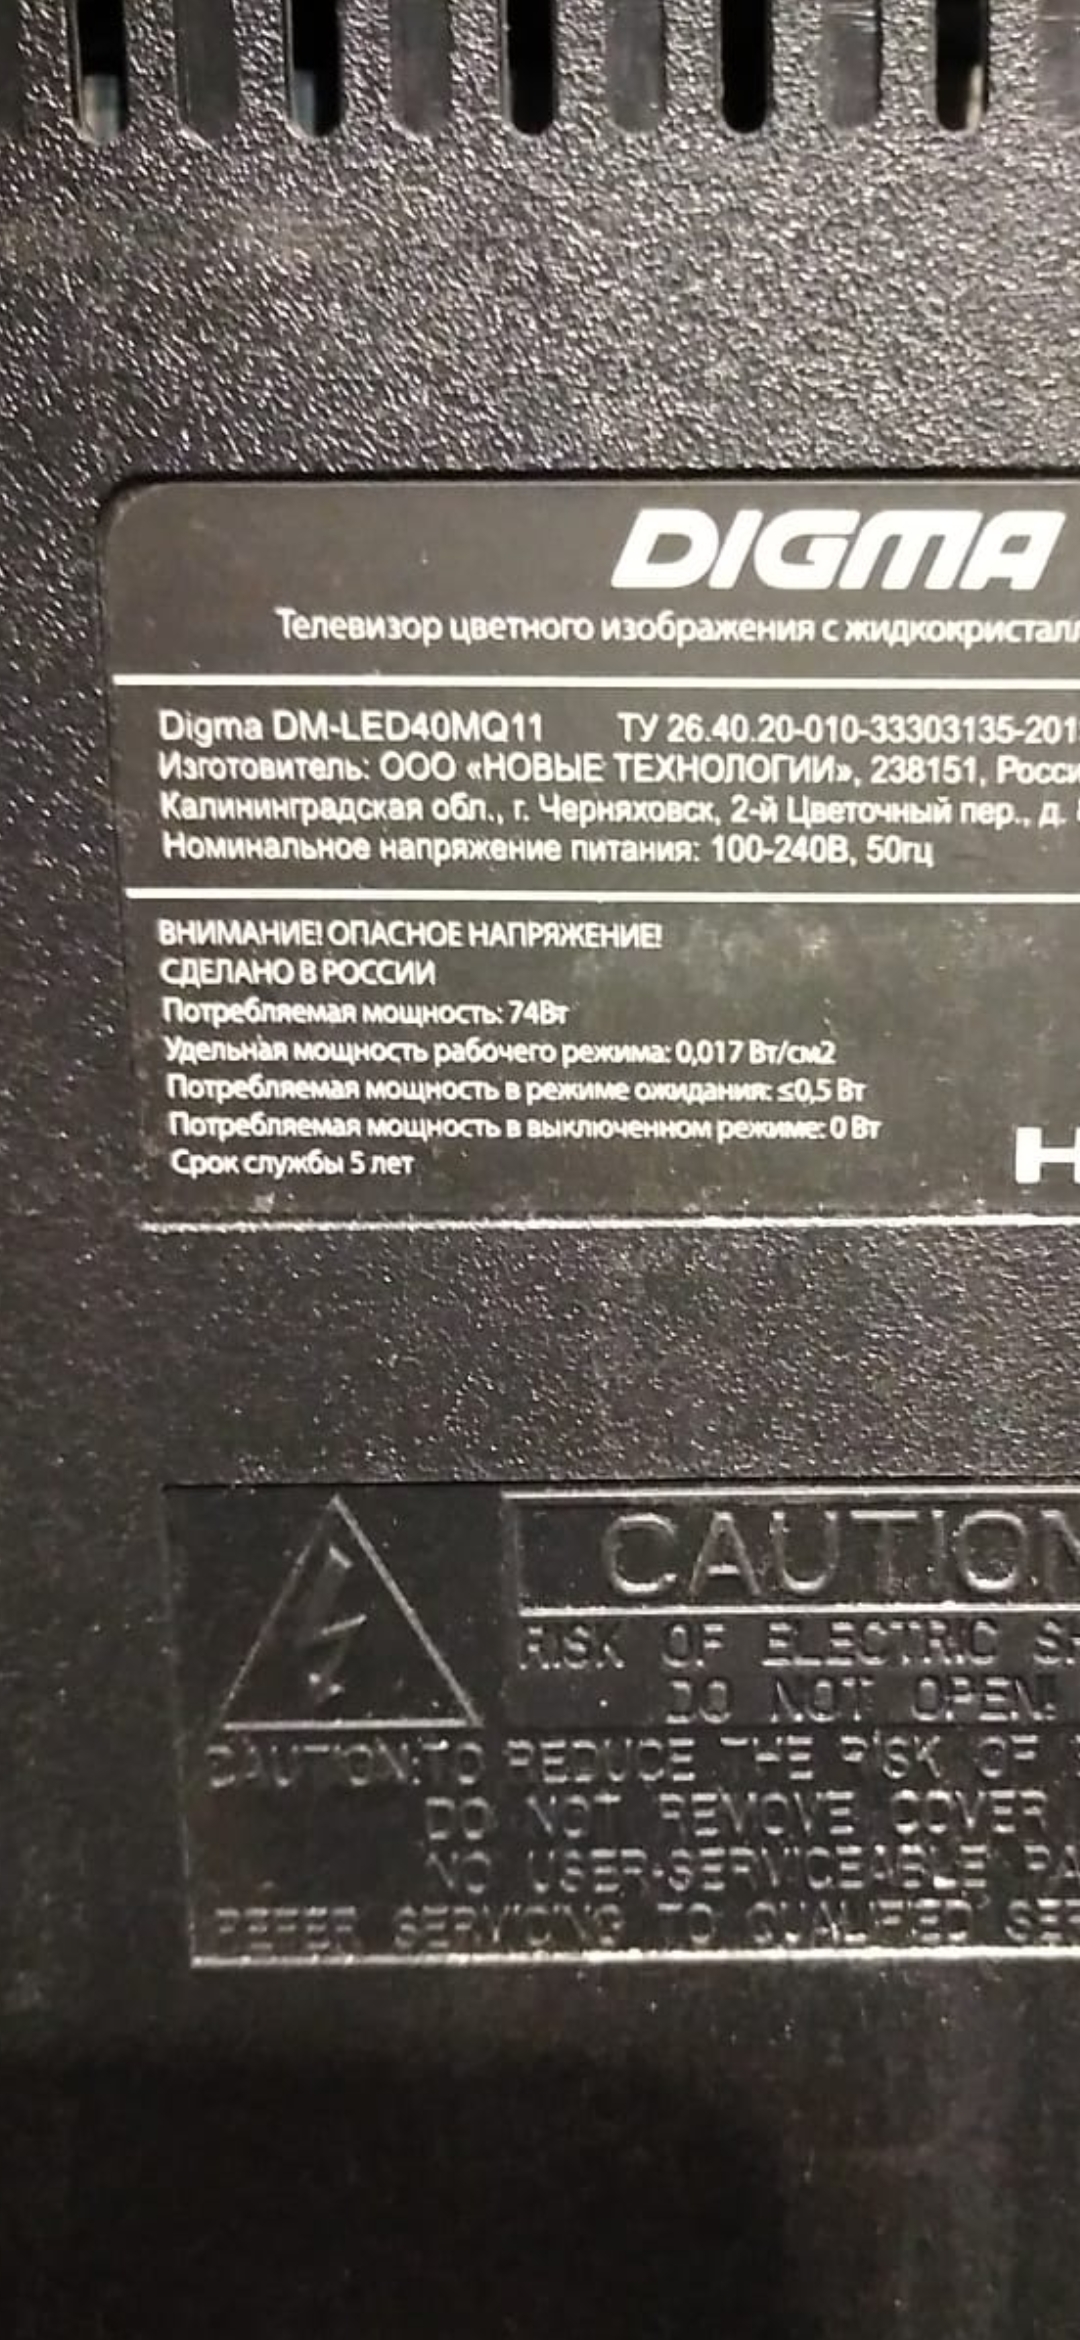 DIGMA
Телевизор цветного изображения с жидкокристалл
Digma DM-LED40MQ11 ТУ 26.40.20-010-33303135-201
Изготовитель: ООО «НОВЫЕ ТЕХНОЛОГИИ», 238151, Росси
Калининградская обл., г. Черняховск, 2-й Цветочный пер., д.
Номинальное напряжение питания: 100-240В, 50гц
ВНИМАНИЕ! ОПАСНОЕ НАПРЯЖЕНИЕ!
СДЕЛАНО В РОССИИ
Потребляемая мощность: 74Вт
Удельная мощность рабочего режима: 0,017 Вт/см2
Потребляемая мощность в режиме ожидания: ≤0,5 Вт
Потребляемая мощность в выключенном режиме: 0 Вт
Срок службы 5 лет
H
CAUTION
RISK OF ELECTRIC SH
DO NOT OPEN!
CAUTION:TO REDUCE THE RISK OF
DO NOT REMOVE COVER
NO USER-SERVICEABLE PA
REFER SERVICING TO QUALIFIED SER